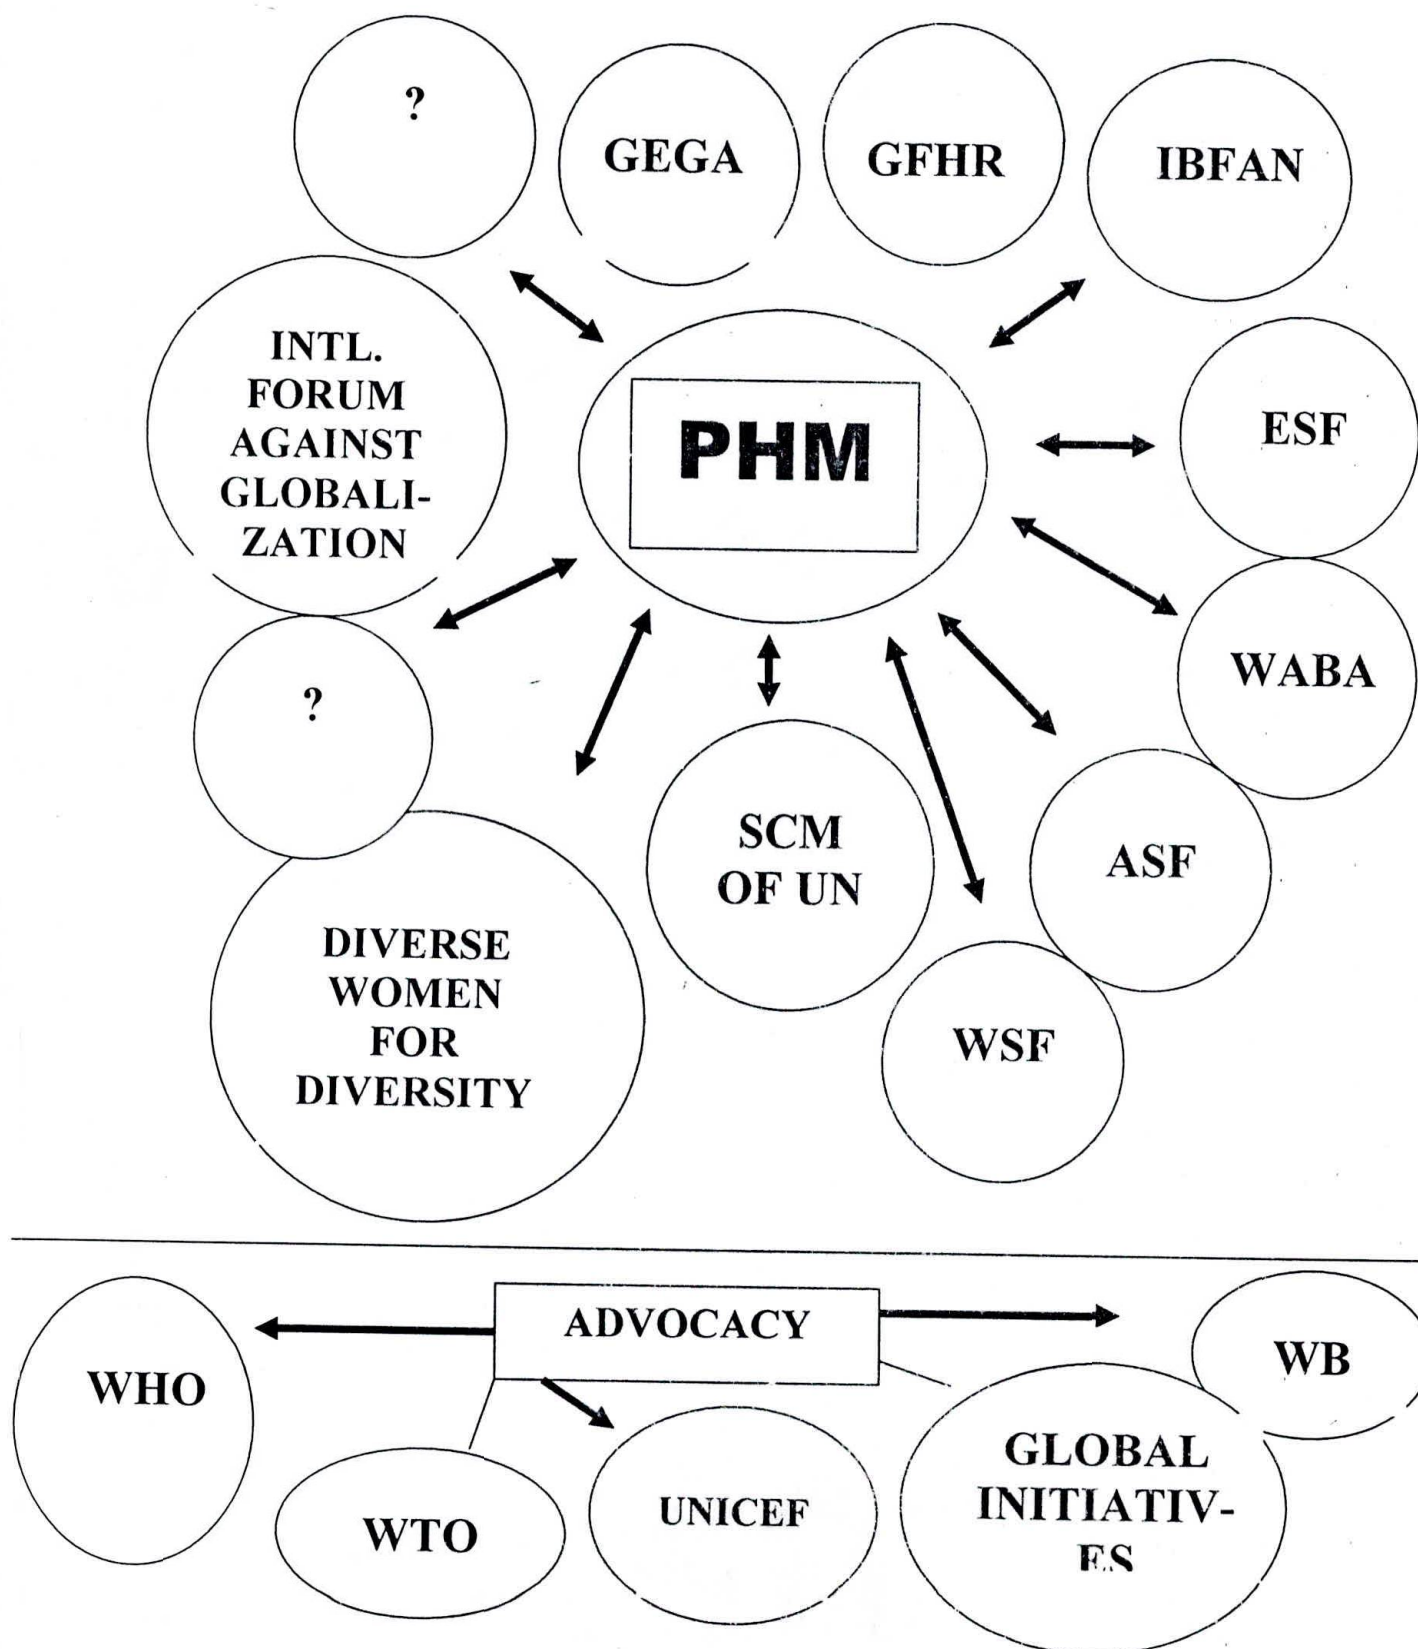 ?
GEGA
GFHR
IBFAN
INTL.
FORUM
AGAINST
GLOBALI-
ZATION
PHM
ESF
WABA
?
SCM
OF UN
ASF
DIVERSE
WOMEN
FOR
DIVERSITY
WSF
ADVOCACY
WHO
WB
WTO
UNICEF
GLOBAL
INITIATIV-
ES